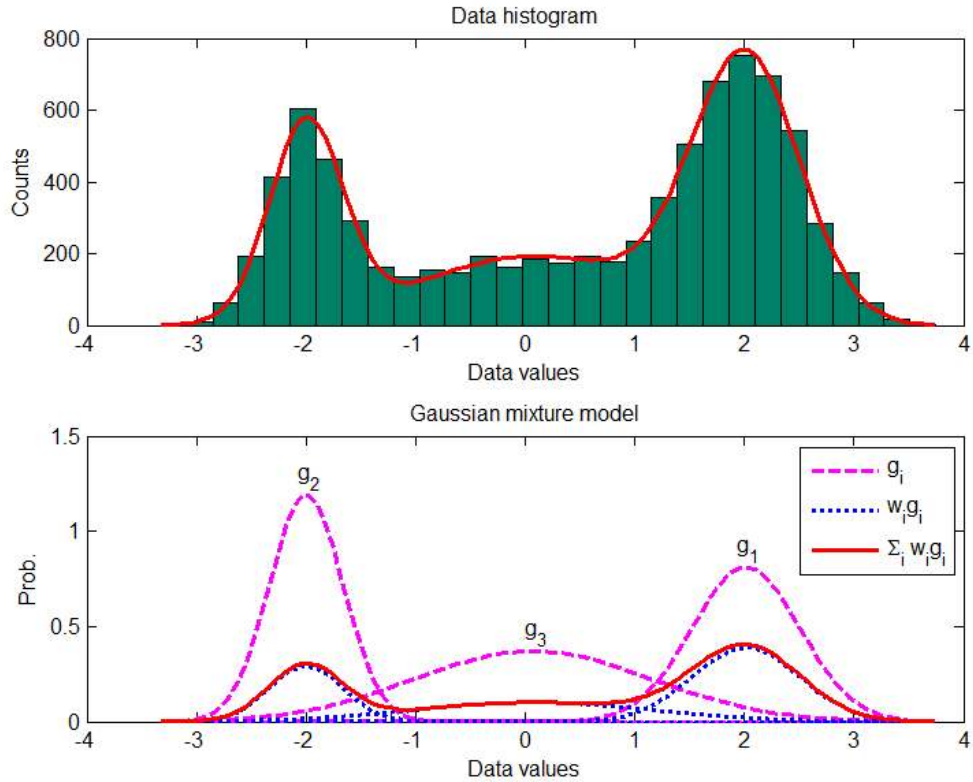 Data histogram
800
600
400
200
0
Counts
-4 -3 -2 -1 0 1 2 3 4
Data values
Gaussian mixture model
1.5
1
0.5
0
Prob.
g2
g3
g1
gi
wigi
Σi wigi
-4 -3 -2 -1 0 1 2 3 4
Data values